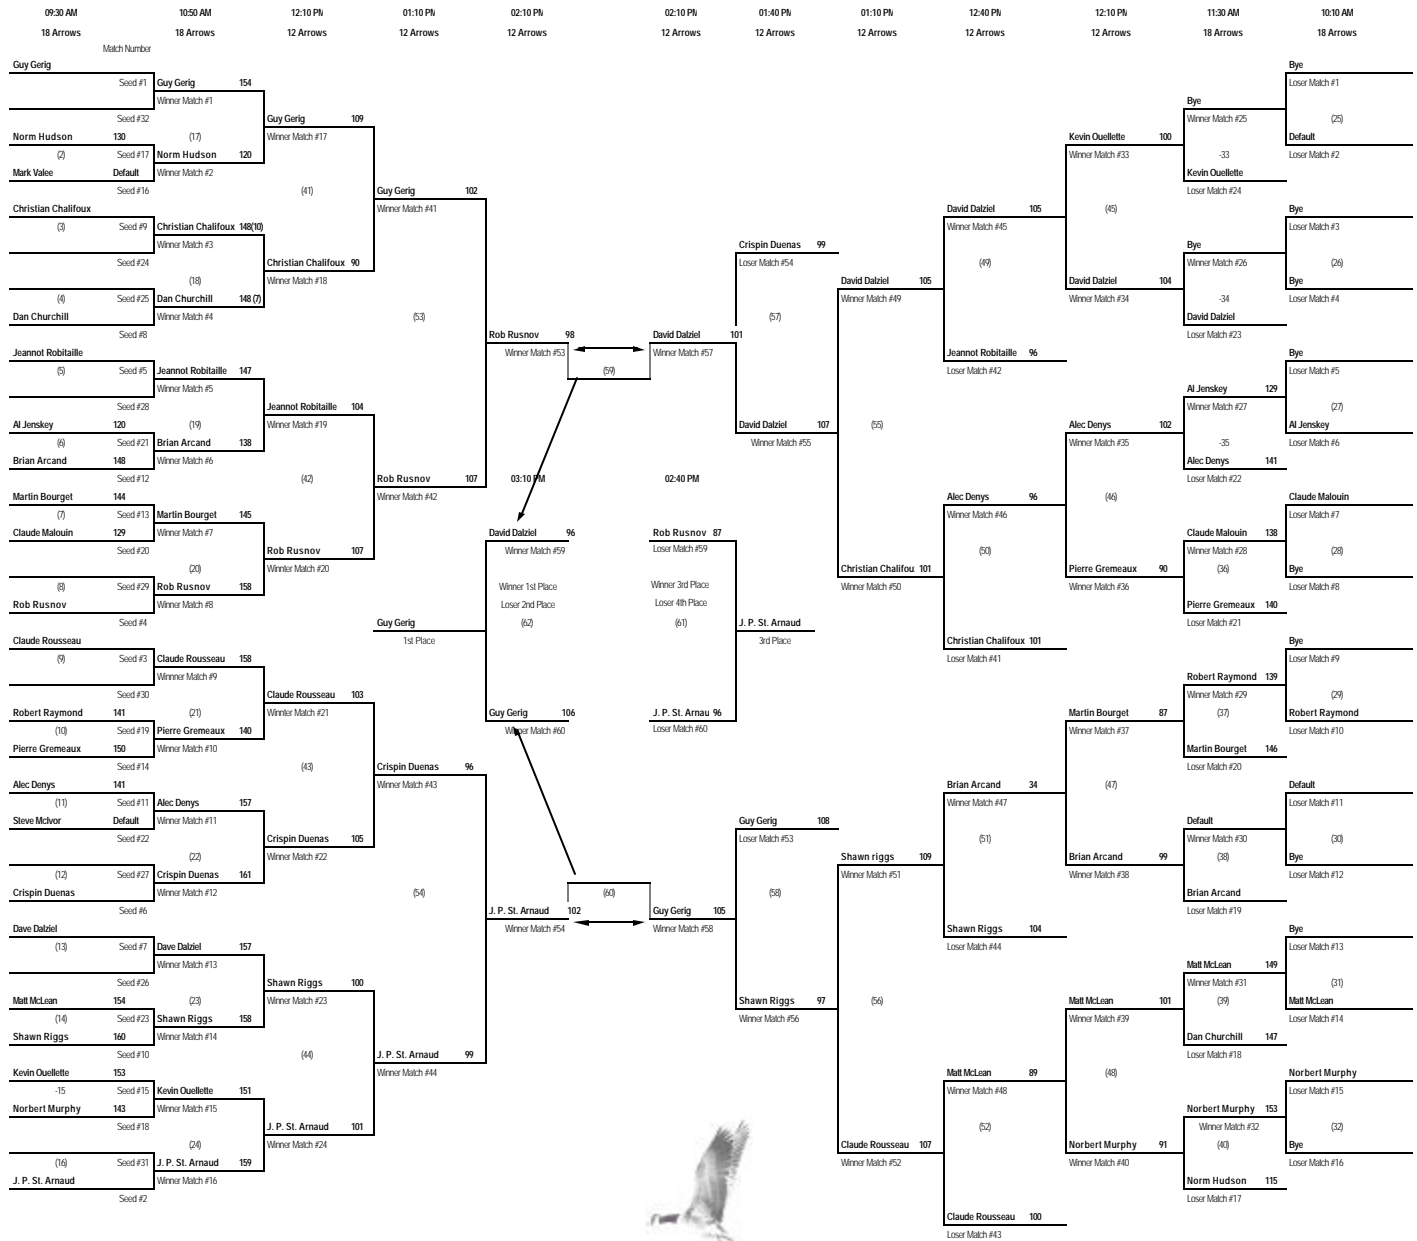 09:30 AM 10:50 AM 12:10 PM 01:10 PM 02:10 PM 02:10 PM 01:40 PM 01:10 PM 12:40 PM 12:10 PM 11:30 AM 10:10 AM
18 Arrows 18 Arrows 12 Arrows 12 Arrows 12 Arrows 12 Arrows 12 Arrows 12 Arrows 12 Arrows 12 Arrows 18 Arrows 18 Arrows
Match Number
Guy Gerig
Seed #1
Seed #32
Norm Hudson 130
(2) Seed #17
Mark Valee Default
Seed #16
Christian Chalifoux
(3) Seed #9
Seed #24
(4) Seed #25
Dan Churchill
Seed #8
Jeannot Robitaille
(5) Seed #5
Seed #28
Al Jenskey 120
(6) Seed #21
Brian Arcand 148
Seed #12
Martin Bourget 144
(7) Seed #13
Claude Malouin 129
Seed #20
(8) Seed #29
Rob Rusnov
Seed #4
Claude Rousseau
(9) Seed #3
Seed #30
Robert Raymond 141
(10) Seed #19
Pierre Gremeaux 150
Seed #14
Alec Denys 141
(11) Seed #11
Steve McIvor Default
Seed #22
(12) Seed #27
Crispin Duenas
Seed #6
Dave Dalziel
(13) Seed #7
Seed #26
Matt McLean 154
(14) Seed #23
Shawn Riggs 160
Seed #10
Kevin Ouellette 153
-15 Seed #15
Norbert Murphy 143
Seed #18
(16) Seed #31
J. P. St. Arnaud
Seed #2
Guy Gerig 154
Winner Match #1
(17)
Norm Hudson 120
Winner Match #2
Christian Chalifoux 148(10)
Winner Match #3
(18)
Dan Churchill 148 (7)
Winner Match #4
Jeannot Robitaille 147
Winner Match #5
(19)
Brian Arcand 138
Winner Match #6
Martin Bourget 145
Winner Match #7
(20)
Rob Rusnov 158
Winner Match #8
Claude Rousseau 158
Winnner Match #9
(21)
Pierre Gremeaux 140
Winner Match #10
Alec Denys 157
Winner Match #11
(22)
Crispin Duenas 161
Winner Match #12
Dave Dalziel 157
Winner Match #13
(23)
Shawn Riggs 158
Winner Match #14
Kevin Ouellette 151
Winner Match #15
(24)
J. P. St. Arnaud 159
Winner Match #16
Guy Gerig 109
Winner Match #17
(41)
Christian Chalifoux 90
Winner Match #18
Jeannot Robitaille 104
Winner Match #19
(42)
Rob Rusnov 107
Winnter Match #20
Claude Rousseau 103
Winnter Match #21
(43)
Crispin Duenas 105
Winner Match #22
Shawn Riggs 100
Winner Match #23
(44)
J. P. St. Arnaud 101
Winner Match #24
Guy Gerig 102
Winner Match #41
(53)
Rob Rusnov 107
Winner Match #42
Guy Gerig
1st Place
Crispin Duenas 96
Winner Match #43
(54)
J. P. St. Arnaud 99
Winner Match #44
Rob Rusnov 98
Winner Match #53
(59)
03:10 PM
David Dalziel 96
Winner Match #59
Winner 1st Place
Loser 2nd Place
(62)
Guy Gerig 106
Winner Match #60
(60)
J. P. St. Arnaud 102
Winner Match #54
David Dalziel 101
Winner Match #57
02:40 PM
Rob Rusnov 87
Loser Match #59
Winner 3rd Place
Loser 4th Place
(61)
J. P. St. Arnau 96
Loser Match #60
Guy Gerig 105
Winner Match #58
Crispin Duenas 99
Loser Match #54
(57)
David Dalziel 107
Winner Match #55
J. P. St. Arnaud
3rd Place
Guy Gerig 108
Loser Match #53
(58)
Shawn Riggs 97
Winner Match #56
David Dalziel 105
Winner Match #49
(55)
Christian Chalifou 101
Winner Match #50
Shawn riggs 109
Winner Match #51
(56)
Claude Rousseau 107
Winner Match #52
David Dalziel 105
Winner Match #45
(49)
Jeannot Robitaille 96
Loser Match #42
Alec Denys 96
Winner Match #46
(50)
Christian Chalifoux 101
Loser Match #41
Brian Arcand 34
Winner Match #47
(51)
Shawn Riggs 104
Loser Match #44
Matt McLean 89
Winner Match #48
(52)
Claude Rousseau 100
Loser Match #43
Kevin Ouellette 100
Winner Match #33
(45)
David Dalziel 104
Winner Match #34
Alec Denys 102
Winner Match #35
(46)
Pierre Gremeaux 90
Winner Match #36
Martin Bourget 87
Winner Match #37
(47)
Brian Arcand 99
Winner Match #38
Matt McLean 101
Winner Match #39
(48)
Norbert Murphy 91
Winner Match #40
Bye
Winner Match #25
-33
Kevin Ouellette
Loser Match #24
Bye
Winner Match #26
-34
David Dalziel
Loser Match #23
Al Jenskey 129
Winner Match #27
-35
Alec Denys 141
Loser Match #22
Claude Malouin 138
Winner Match #28
(36)
Pierre Gremeaux 140
Loser Match #21
Robert Raymond 139
Winner Match #29
(37)
Martin Bourget 146
Loser Match #20
Default
Winner Match #30
(38)
Brian Arcand
Loser Match #19
Matt McLean 149
Winner Match #31
(39)
Dan Churchill 147
Loser Match #18
Norbert Murphy 153
Winner Match #32
(40)
Norm Hudson 115
Loser Match #17
Bye
Loser Match #1
(25)
Default
Loser Match #2
Bye
Loser Match #3
(26)
Bye
Loser Match #4
Bye
Loser Match #5
(27)
Al Jenskey
Loser Match #6
Claude Malouin
Loser Match #7
(28)
Bye
Loser Match #8
Bye
Loser Match #9
(29)
Robert Raymond
Loser Match #10
Default
Loser Match #11
(30)
Bye
Loser Match #12
Bye
Loser Match #13
(31)
Matt McLean
Loser Match #14
Norbert Murphy
Loser Match #15
(32)
Bye
Loser Match #16